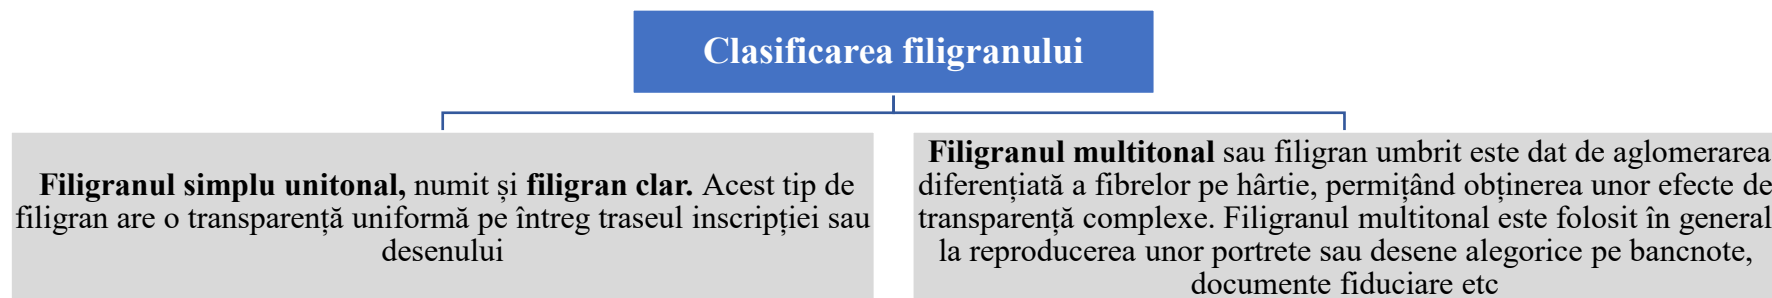 Clasificarea filigranului
Filigranul simplu unitonal, numit și filigran clar. Acest tip de
filigran are o transparență uniformă pe întreg traseul inscripției sau
desenului
Filigranul multitonal sau filigran umbrit este dat de aglomerarea
diferențiată a fibrelor pe hârtie, permițând obținerea unor efecte de
transparență complexe. Filigranul multitonal este folosit în general
la reproducerea unor portrete sau desene alegorice pe bancnote,
documente fiduciare etc